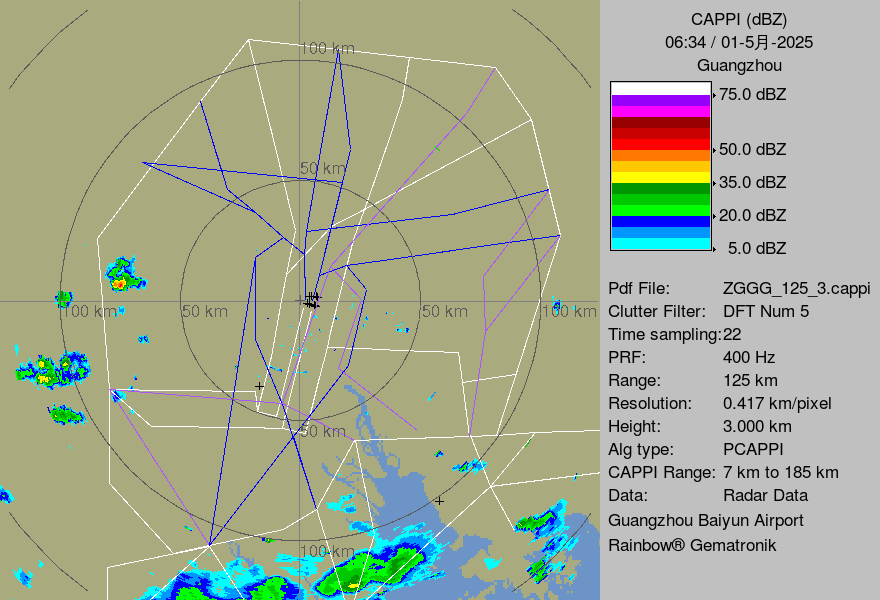 CAPPI (dBZ)
06:34 / 01-5月-2025
Guangzhou
75.0 dBZ
50.0 dBZ
35.0 dBZ
20.0 dBZ
5.0 dBZ
Pdf File: ZGGG_125_3.cappi
Clutter Filter: DFT Num 5
Time sampling:22
PRF: 400 Hz
Range: 125 km
Resolution: 0.417 km/pixel
Height: 3.000 km
Alg type: PCAPPI
CAPPI Range: 7 km to 185 km
Data: Radar Data
Guangzhou Baiyun Airport
Rainbow® Gematronik
100 km
50 km
100 km
50 km
50 km
100 km
50 km
100 km